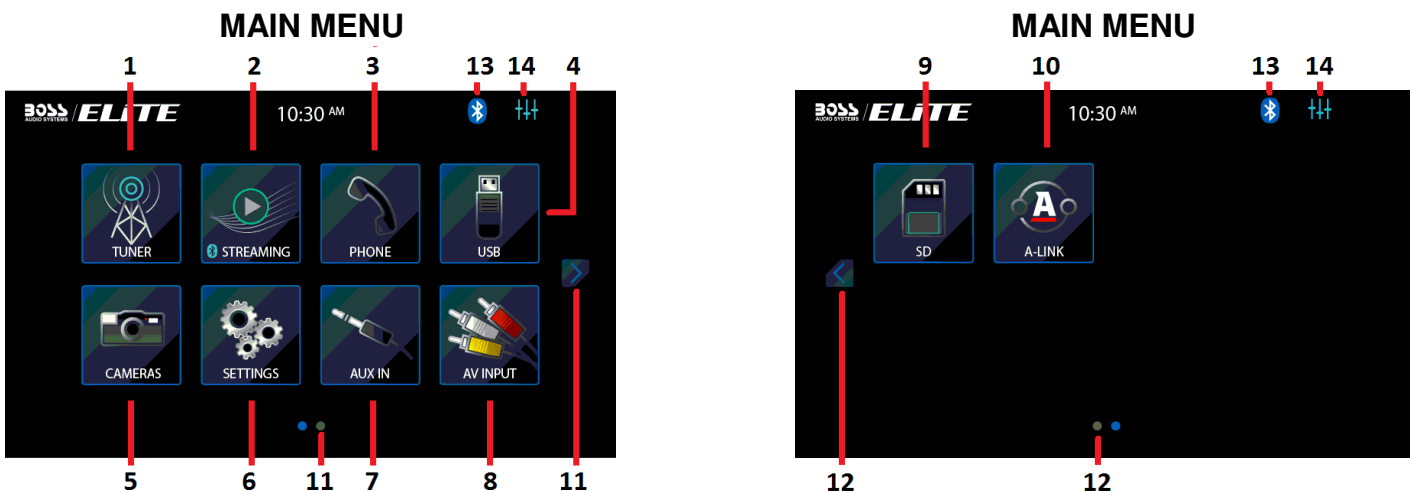 MAIN MENU
1 2 3 13 14 4
BOSS AUDIO SYSTEMS ELITE 10:30 AM
TUNER STREAMING PHONE USB
CAMERAS SETTINGS AUX IN AV INPUT
5 6 11 7 8 11
MAIN MENU
9 10 13 14
BOSS AUDIO SYSTEMS ELITE 10:30 AM
A
SD A-LINK
12 12